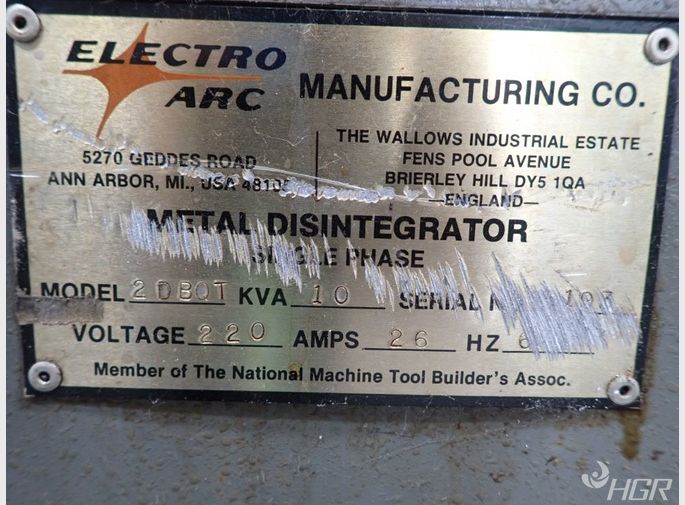 ELECTRO
ARC
MANUFACTURING CO.
5270 GEDDES ROAD
ANN ARBOR, MI., USA 48105
THE WALLOWS INDUSTRIAL ESTATE
FENS POOL AVENUE
BRIERLEY HILL DY5 1QA
—ENGLAND—
METAL DISINTEGRATOR
SINGLE PHASE
MODEL 2DBQT KVA 10 SERIAL
VOLTAGE 220 AMPS 26 HZ
Member of The National Machine Tool Builder's Assoc.
HGR